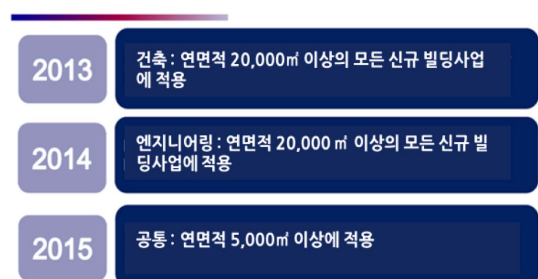 2013
건축 : 연면적 20,000㎡ 이상의 모든 신규 빌딩사업
에 적용
2014
엔지니어링 : 연면적 20,000 ㎡ 이상의 모든 신규 빌
딩사업에 적용
2015
공통 : 연면적 5,000㎡ 이상에 적용